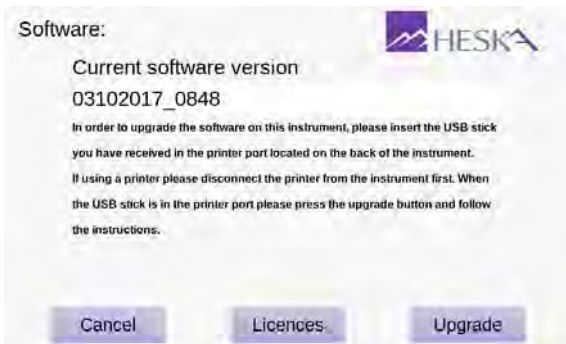 Software:
HESKA
Current software version
03102017_0848
In order to upgrade the software on this instrument, please insert the USB stick
you have received in the printer port located on the back of the instrument.
If using a printer please disconnect the printer from the instrument first. When
the USB stick is in the printer port please press the upgrade button and follow
the instructions.
Cancel Licences Upgrade